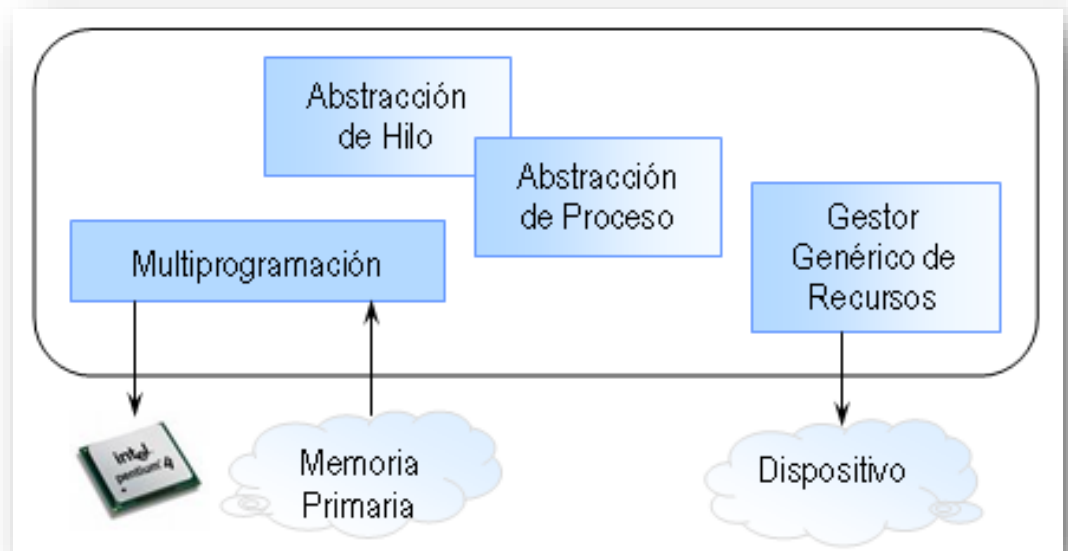 Abstracción
de Hilo
Abstracción
de Proceso
Gestor
Genérico de
Recursos
Multiprogramación
intel
pentium 4
Memoria
Primaria
Dispositivo